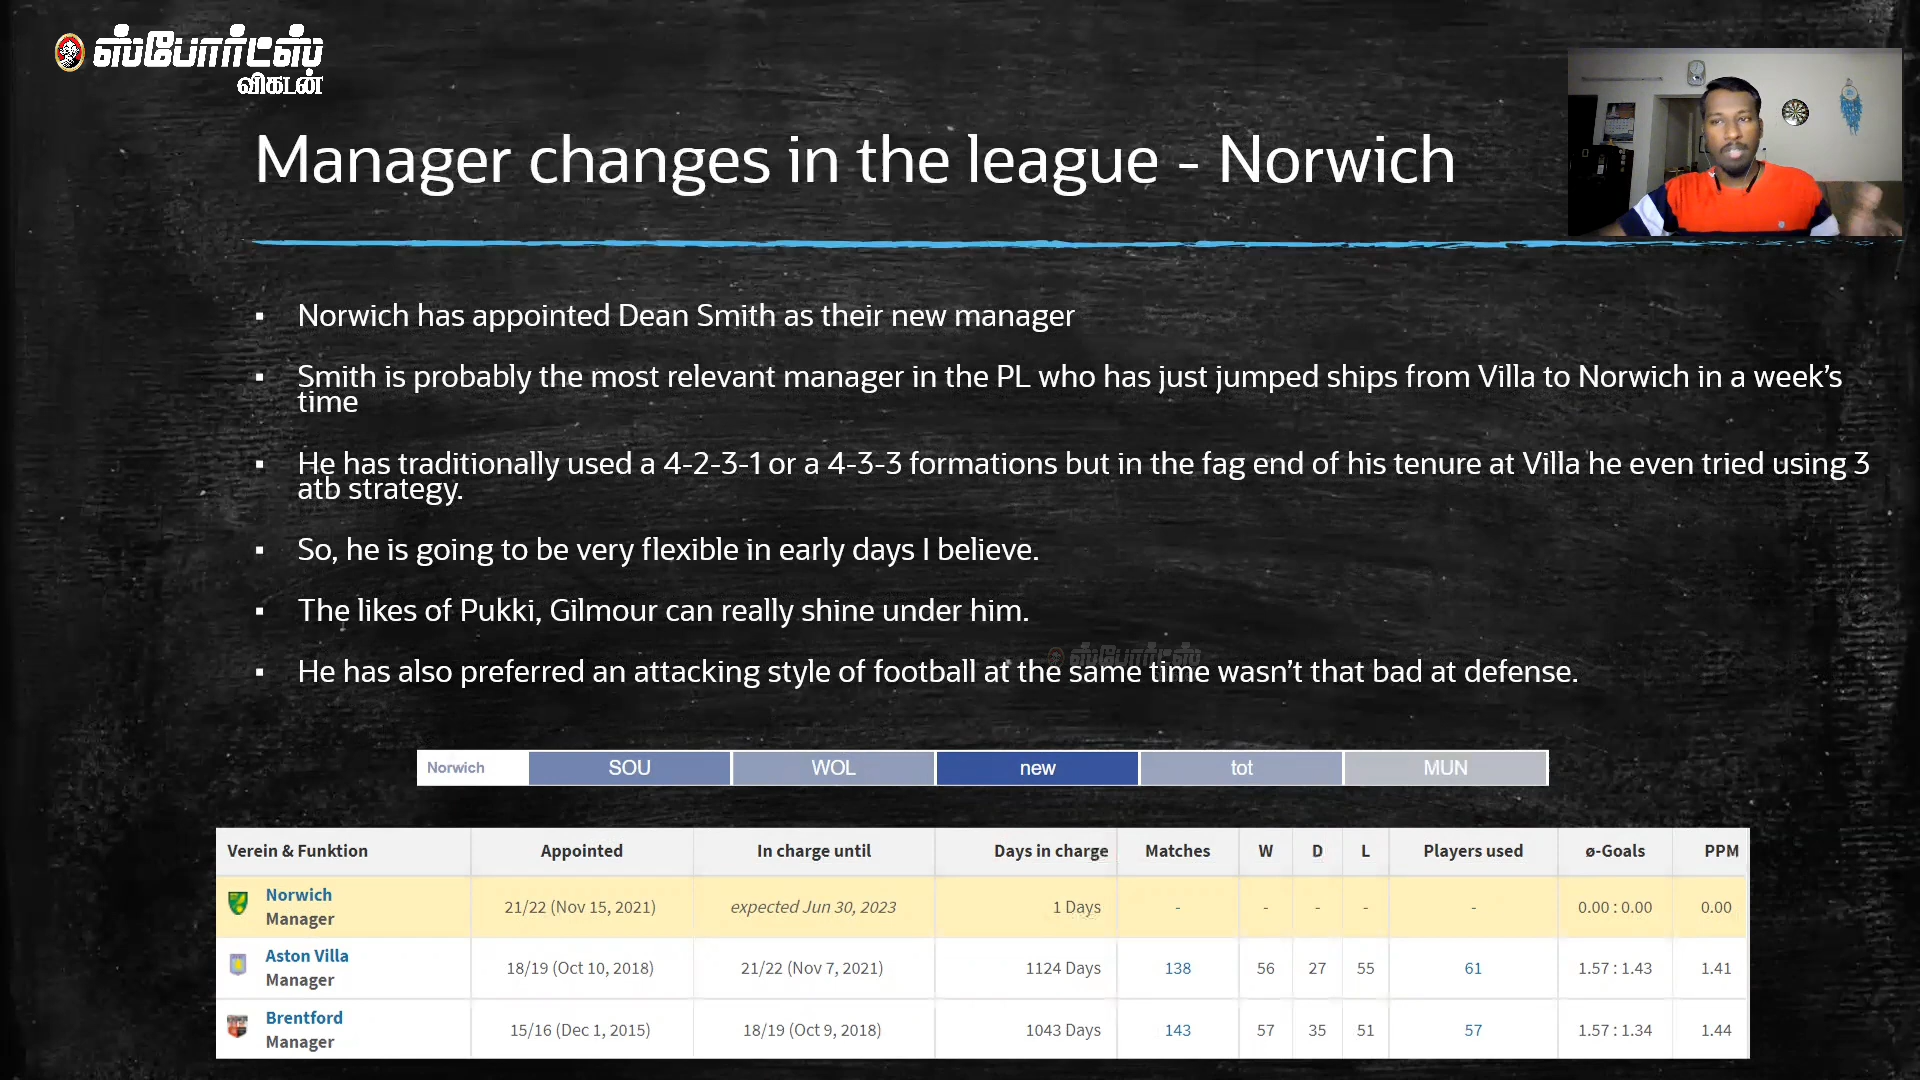 ஸ்போர்ட்ஸ்
விகடன்
Manager changes in the league - Norwich
▪ Norwich has appointed Dean Smith as their new manager
▪ Smith is probably the most relevant manager in the PL who has just jumped ships from Villa to Norwich in a week's
time
▪ He has traditionally used a 4-2-3-1 or a 4-3-3 formations but in the fag end of his tenure at Villa he even tried using 3
atb strategy.
▪ So, he is going to be very flexible in early days I believe.
▪ The likes of Pukki, Gilmour can really shine under him.
ஸ்போர்ட்ஸ்
▪ He has also preferred an attacking style of football at the same time wasn't that bad at defense.
Norwich SOU WOL new tot MUN
Verein & Funktion Appointed In charge until Days in charge Matches W D L Players used ø-Goals PPM
Norwich
Manager 21/22 (Nov 15, 2021) expected Jun 30, 2023 1 Days - - - - - 0.00 : 0.00 0.00
Aston Villa
Manager 18/19 (Oct 10, 2018) 21/22 (Nov 7, 2021) 1124 Days 138 56 27 55 61 1.57 : 1.43 1.41
Brentford
Manager 15/16 (Dec 1, 2015) 18/19 (Oct 9, 2018) 1043 Days 143 57 35 51 57 1.57 : 1.34 1.44